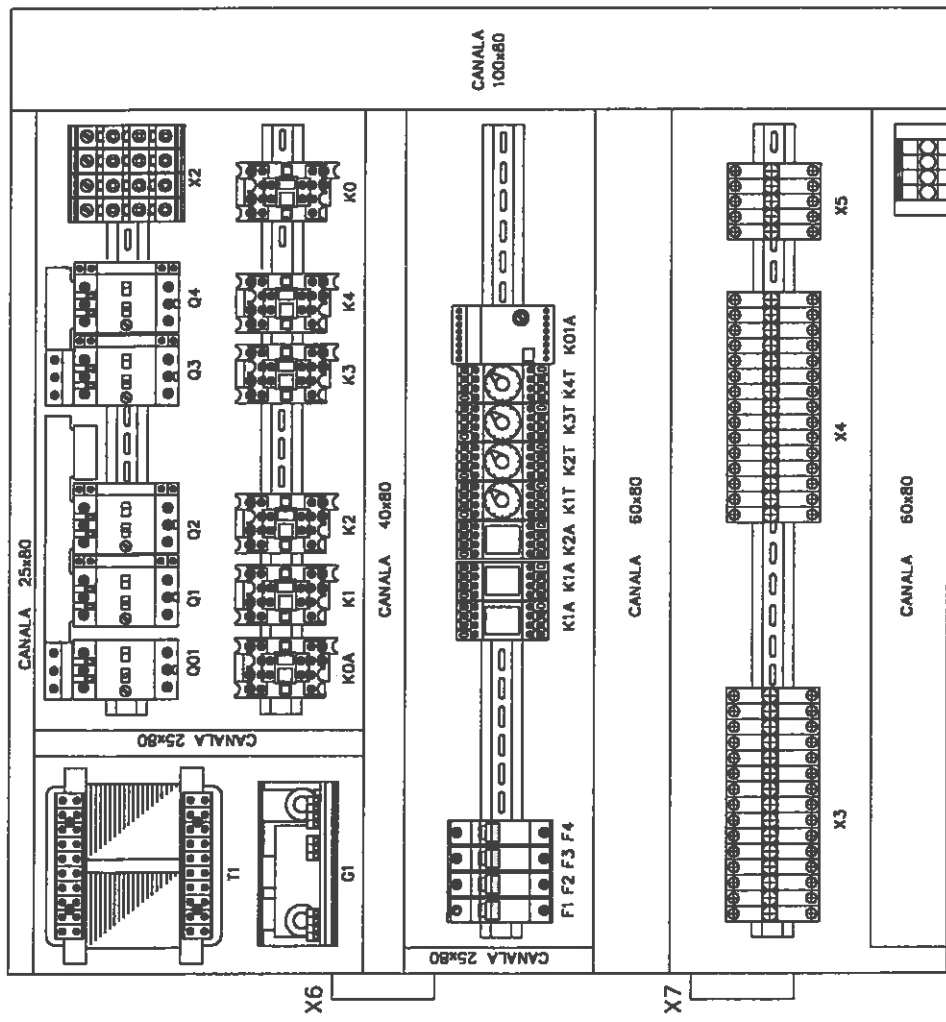 CANALA 25x80
Q01 Q1 Q2 Q3 Q4 X2
CANALA 25x80
T1
K0A K1 K2 K3 K4 K0
G1
CANALA 40x80
CANALA 100x80
F1 F2 F3 F4 K1A K1A K2A K1T K2T K3T K4T K01A
CANALA 25x80
CANALA 60x80
X3 X4 X5
CANALA 60x80
X6
X7